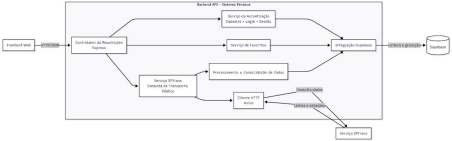 Backend API - Sistema Perueus
Frontend Web
HTTP/JSON
Controlador de Requisições
Express
Serviço de Autenticação
Cadastro + Login + Sessão
Serviço de Favoritos
Integração Supabase
Leitura e gravação
Supabase
Serviço SPTrans
Consulta de Transporte
Público
Processamento e Consolidação de Dados
Cliente HTTP
Axios
Consulta dados
Linhas e estações
Serviço SPTrans